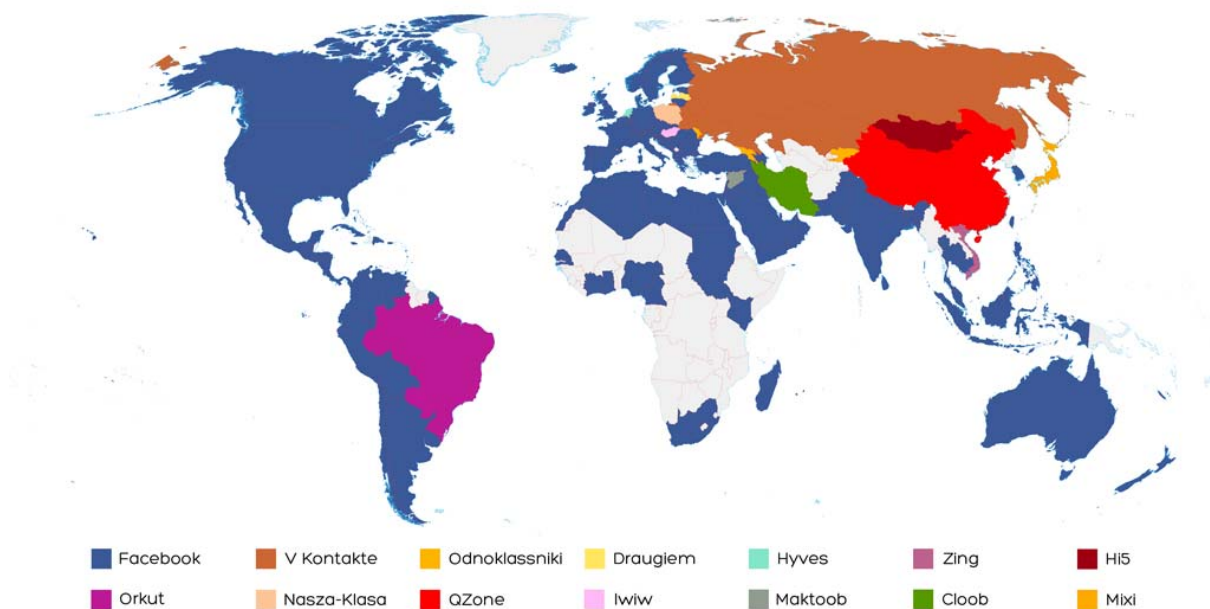 Facebook V Kontakte Odnoklassniki Draugiem Hyves Zing Hi5
Orkut Nasza-Klasa QZone Iwiw Maktoob Cloob Mixi